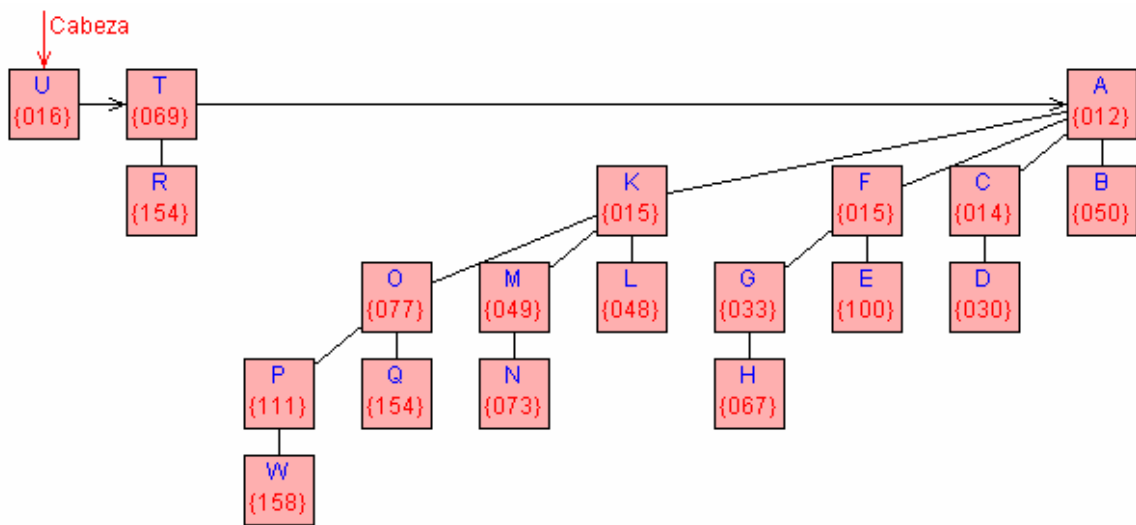 Cabeza
U
{016}
T
{069}
A
{012}
R
{154}
K
{015}
F
{015}
C
{014}
B
{050}
O
{077}
M
{049}
L
{048}
G
{033}
E
{100}
D
{030}
P
{111}
Q
{154}
N
{073}
H
{067}
W
{158}